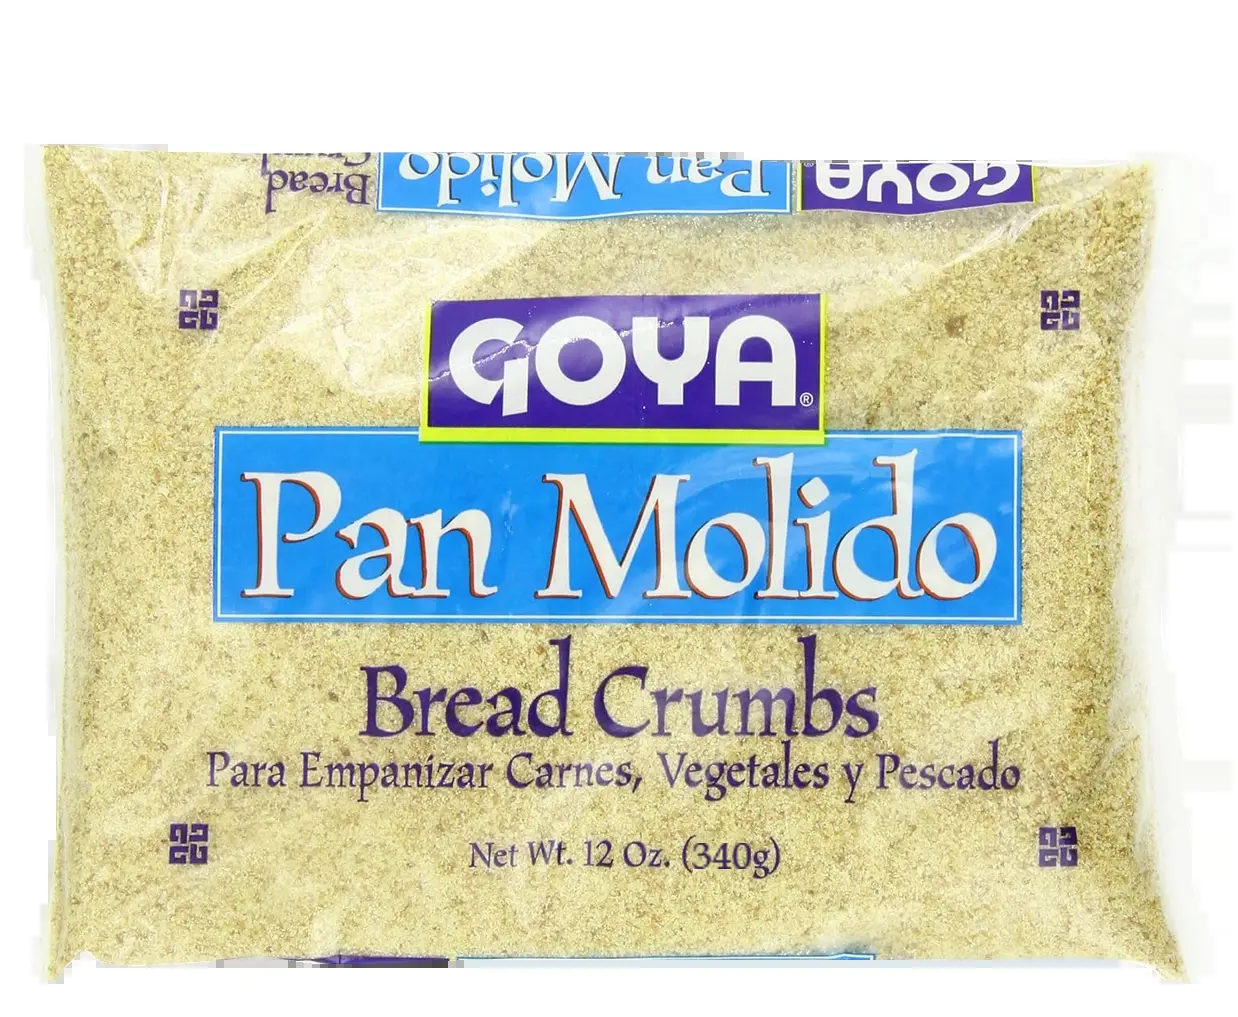 Bread
Pan Molido
GOYA
GOYA®
Pan Molido
Bread Crumbs
Para Empanizar Carnes, Vegetales y Pescado
Net Wt. 12 Oz. (340g)